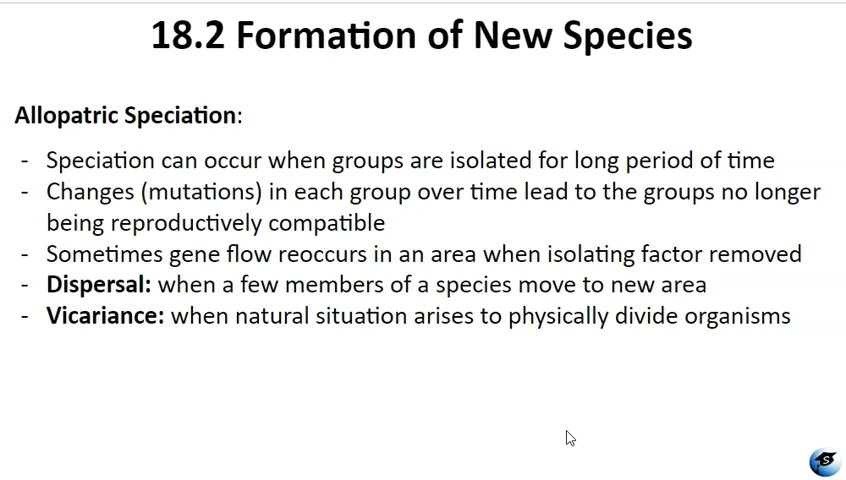 18.2 Formation of New Species
Allopatric Speciation:
- Speciation can occur when groups are isolated for long period of time
- Changes (mutations) in each group over time lead to the groups no longer
being reproductively compatible
- Sometimes gene flow reoccurs in an area when isolating factor removed
- Dispersal: when a few members of a species move to new area
- Vicariance: when natural situation arises to physically divide organisms
S